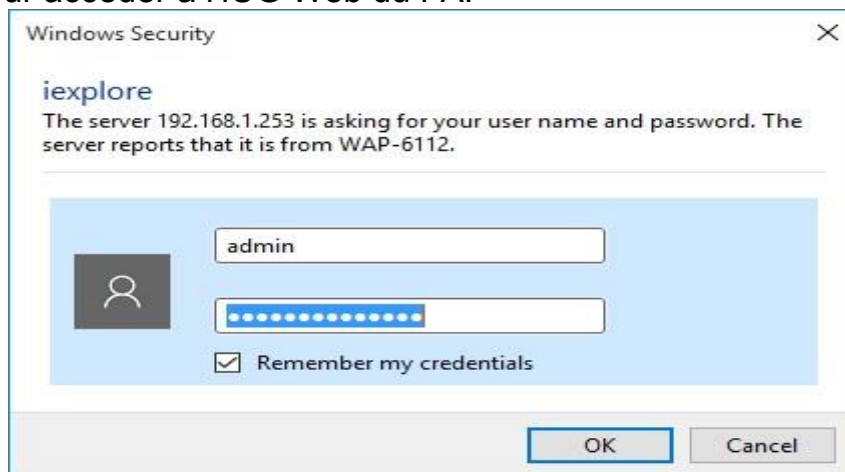 Windows Security
iexplore
The server 192.168.1.253 is asking for your user name and password. The
server reports that it is from WAP-6112.
admin
Remember my credentials
OK
Cancel